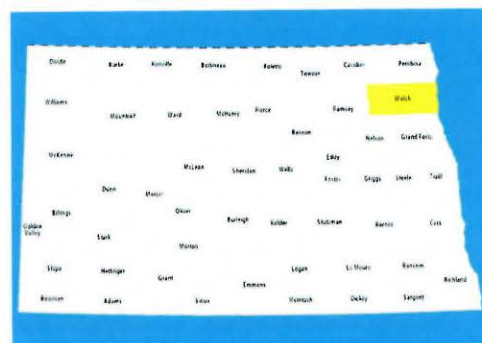 Divide
Burke
Renville
Bottineau
Rolette
Towner
Cavalier
Pembina
Williams
Mountrail
Ward
McHenry
Pierce
Ramsey
Walsh
Benson
Nelson
Grand Forks
McKenzie
McLean
Sheridan
Wells
Eddy
Foster
Griggs
Steele
Traill
Dunn
Mercer
Oliver
Billings
Golden
Valley
Stark
Burleigh
Kidder
Stutsman
Barnes
Cass
Morton
Slope
Hettinger
Grant
Emmons
Logan
La Moure
Ransom
Richland
Bowman
Adams
Sioux
McIntosh
Dickey
Sargent